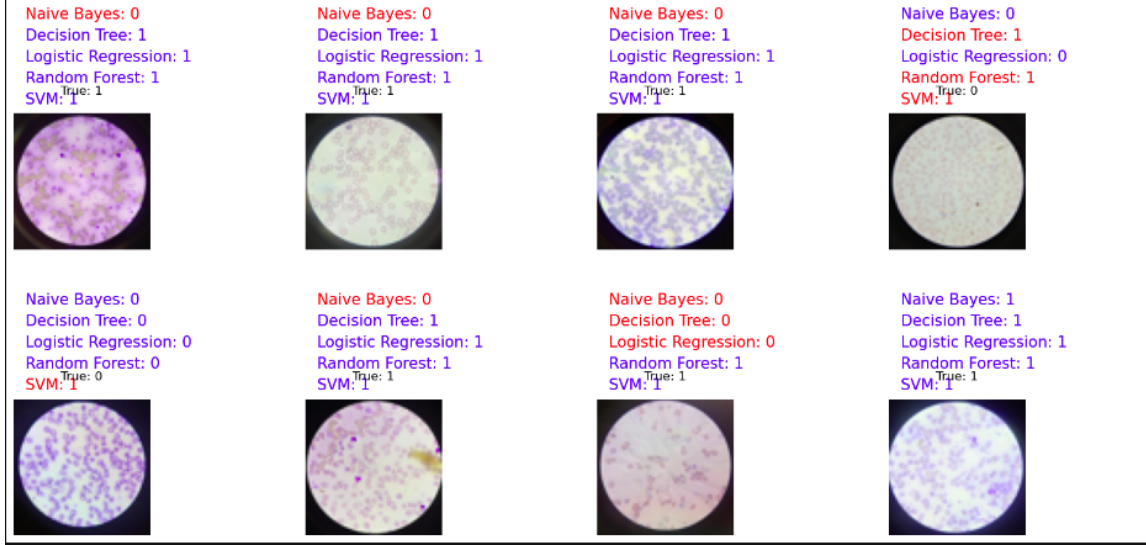 Naive Bayes: 0
Decision Tree: 1
Logistic Regression: 1
Random Forest: 1
True: 1
SVM: 1
Naive Bayes: 0
Decision Tree: 1
Logistic Regression: 1
Random Forest: 1
True: 1
SVM: 1
Naive Bayes: 0
Decision Tree: 1
Logistic Regression: 1
Random Forest: 1
True: 1
SVM: 1
Naive Bayes: 0
Decision Tree: 1
Logistic Regression: 0
Random Forest: 1
True: 0
SVM: 1
Naive Bayes: 0
Decision Tree: 0
Logistic Regression: 0
Random Forest: 0
True: 0
SVM: 1
Naive Bayes: 0
Decision Tree: 1
Logistic Regression: 1
Random Forest: 1
True: 1
SVM: 1
Naive Bayes: 0
Decision Tree: 0
Logistic Regression: 0
Random Forest: 1
True: 1
SVM: 1
Naive Bayes: 1
Decision Tree: 1
Logistic Regression: 1
Random Forest: 1
True: 1
SVM: 1